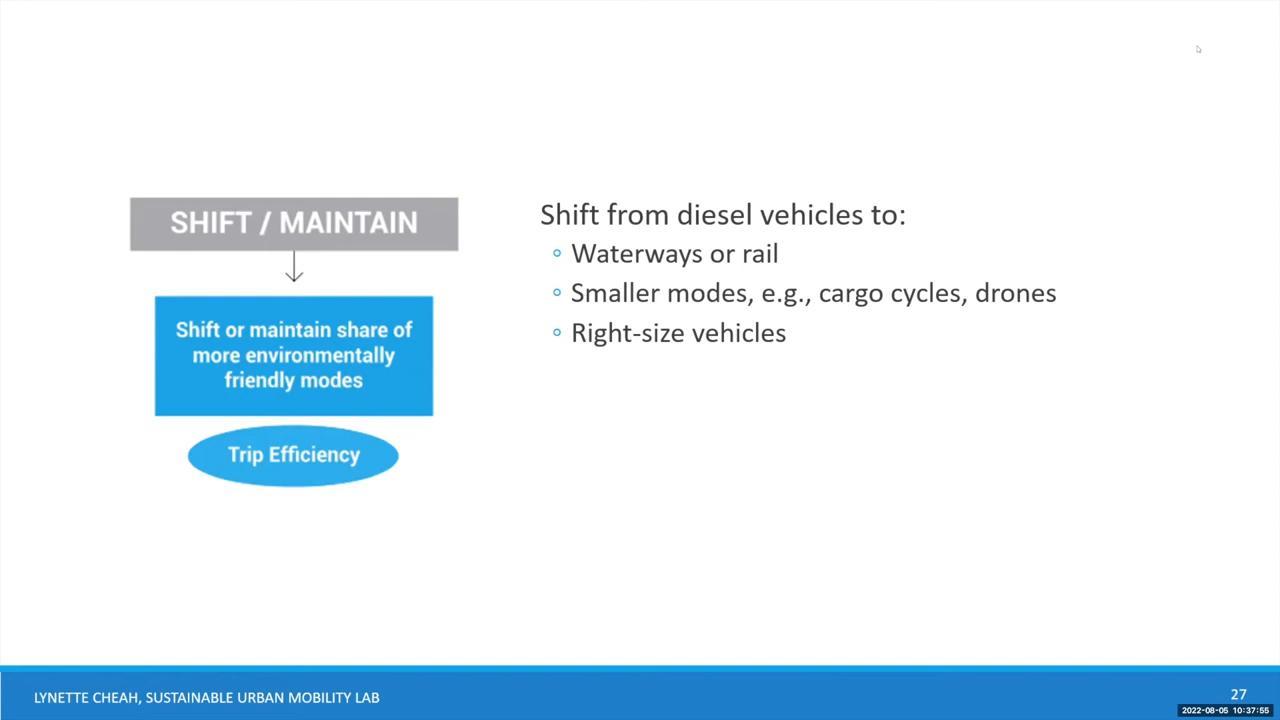 SHIFT / MAINTAIN
Shift or maintain share of
more environmentally
friendly modes
Trip Efficiency
Shift from diesel vehicles to:
Waterways or rail
Smaller modes, e.g., cargo cycles, drones
Right-size vehicles
LYNETTE CHEAH, SUSTAINABLE URBAN MOBILITY LAB
27
2022-08-05 10:37:55